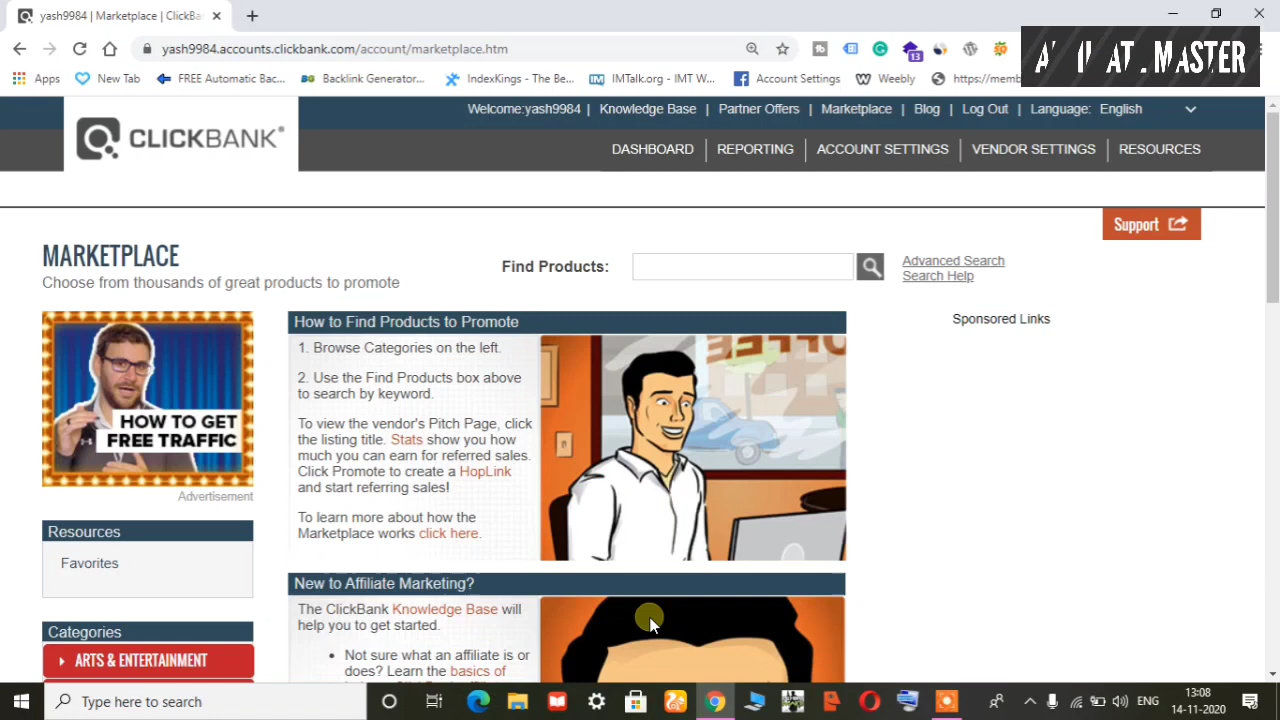 yash9984 | Marketplace | ClickBa
yash9984.accounts.clickbank.com/account/marketplace.htm
13
Apps
New Tab
FREE Automatic Bac...
Backlink Generator...
IndexKings - The Be...
IMTalk.org - IMT W...
Account Settings
Weebly
https://memb
AT.MASTER
Welcome:yash9984 | Knowledge Base | Partner Offers | Marketplace | Blog | Log Out | Language: English
CLICKBANK®
DASHBOARD | REPORTING | ACCOUNT SETTINGS | VENDOR SETTINGS | RESOURCES
Support
MARKETPLACE
Choose from thousands of great products to promote
Find Products:
Advanced Search
Search Help
HOW TO GET
FREE TRAFFIC
Advertisement
Resources
Favorites
Categories
ARTS & ENTERTAINMENT
How to Find Products to Promote
1. Browse Categories on the left.
2. Use the Find Products box above
to search by keyword.
To view the vendor's Pitch Page, click
the listing title. Stats show you how
much you can earn for referred sales.
Click Promote to create a HopLink
and start referring sales!
To learn more about how the
Marketplace works click here.
New to Affiliate Marketing?
The ClickBank Knowledge Base will
help you to get started.
• Not sure what an affiliate is or
does? Learn the basics of
Sponsored Links
Type here to search
ENG
13:08
14-11-2020